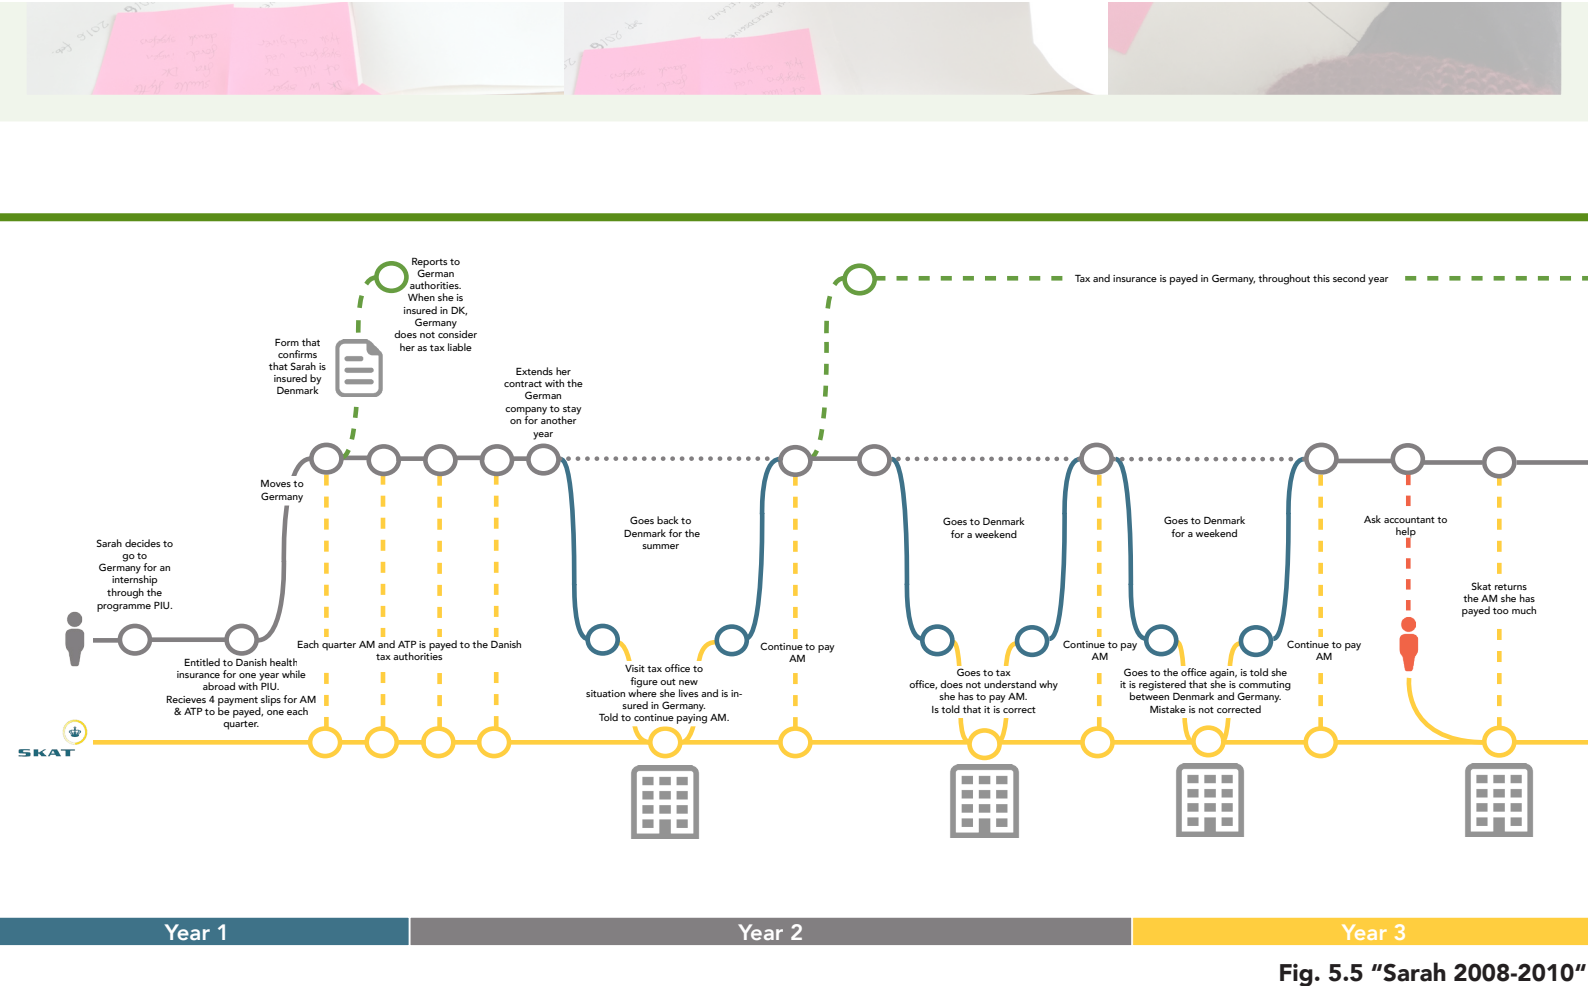 Reports to
German
authorities.
When she is
insured in DK,
Germany
does not consider
her as tax liable
Tax and insurance is payed in Germany, throughout this second year
Form that
confirms
that Sarah is
insured by
Denmark
Extends her
contract with the
German
company to stay
on for another
year
Moves to
Germany
Sarah decides to
go to
Germany for an
internship
through the
programme PIU.
Goes back to
Denmark for the
summer
Goes to Denmark
for a weekend
Goes to Denmark
for a weekend
Ask accountant to
help
Skat returns
the AM she has
payed too much
Entitled to Danish health
insurance for one year while
abroad with PIU.
Recieves 4 payment slips for AM
& ATP to be payed, one each
quarter.
Each quarter AM and ATP is payed to the Danish
tax authorities
Visit tax office to
figure out new
situation where she lives and is in-
sured in Germany.
Told to continue paying AM.
Continue to pay
AM
Goes to tax
office, does not understand why
she has to pay AM.
Is told that it is correct
Continue to pay
AM
Goes to the office again, is told she
it is registered that she is commuting
between Denmark and Germany.
Mistake is not corrected
Continue to pay
AM
SKAT
Year 1
Year 2
Year 3
Fig. 5.5 “Sarah 2008-2010”